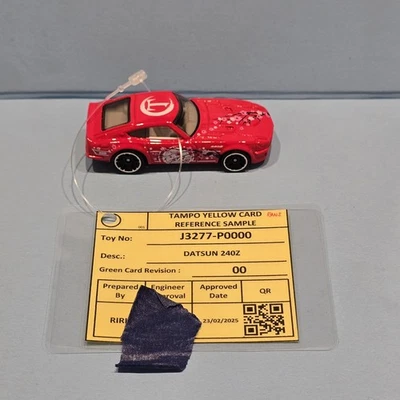 TAMPO YELLOW CARD
REFERENCE SAMPLE
Toy No: J3277-P0000
Desc.: DATSUN 240Z
Green Card Revision : 00
Prepared By Engineer Approval Approved Date QR
23/02/2025